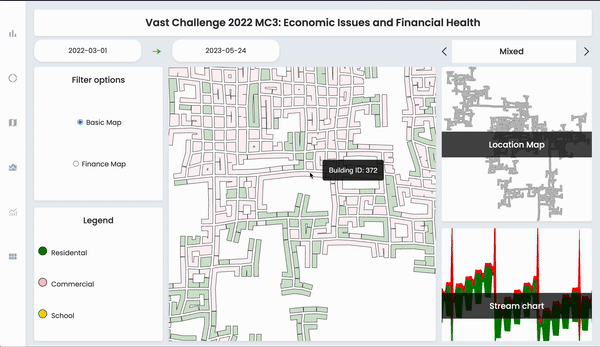 Vast Challenge 2022 MC3: Economic Issues and Financial Health
2022-03-01
2023-05-24
Mixed
Filter options
Basic Map
Finance Map
Building ID: 372
Location Map
Legend
Residental
Commercial
School
Stream chart